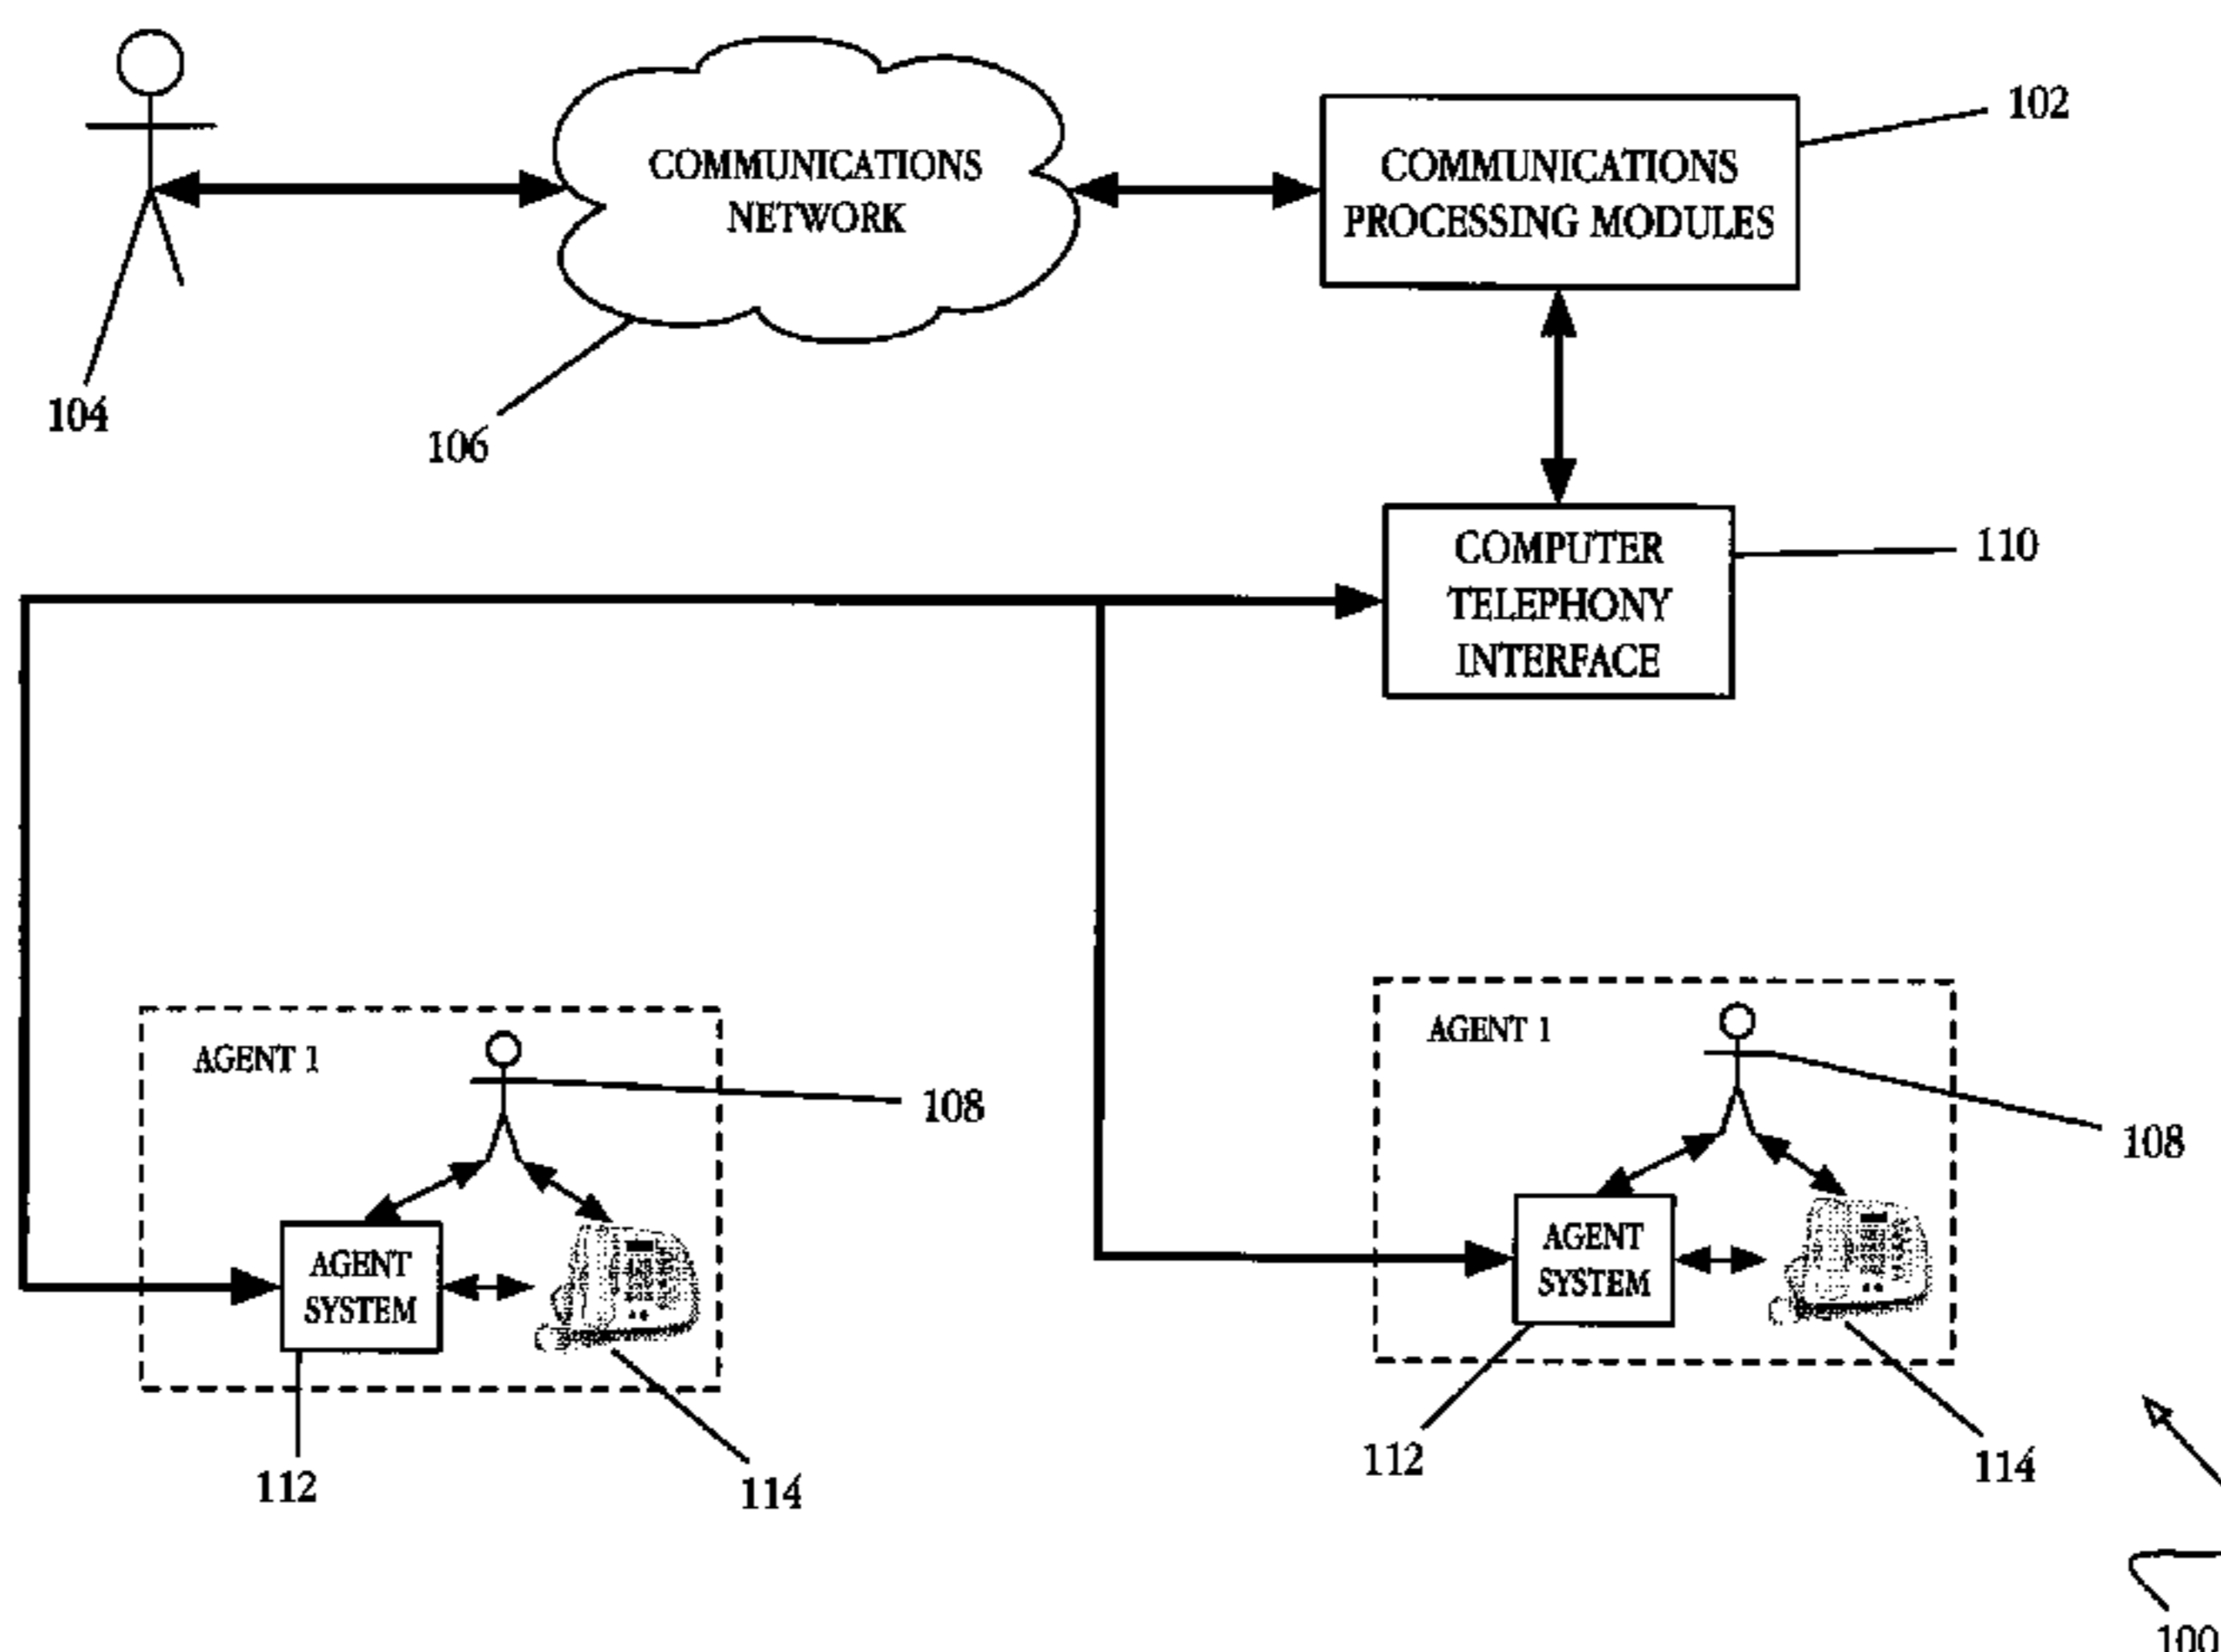 COMMUNICATIONS
NETWORK
COMMUNICATIONS
PROCESSING MODULES
102
104
106
COMPUTER
TELEPHONY
INTERFACE
110
AGENT 1
108
AGENT
SYSTEM
112
114
AGENT 1
108
AGENT
SYSTEM
112
114
100